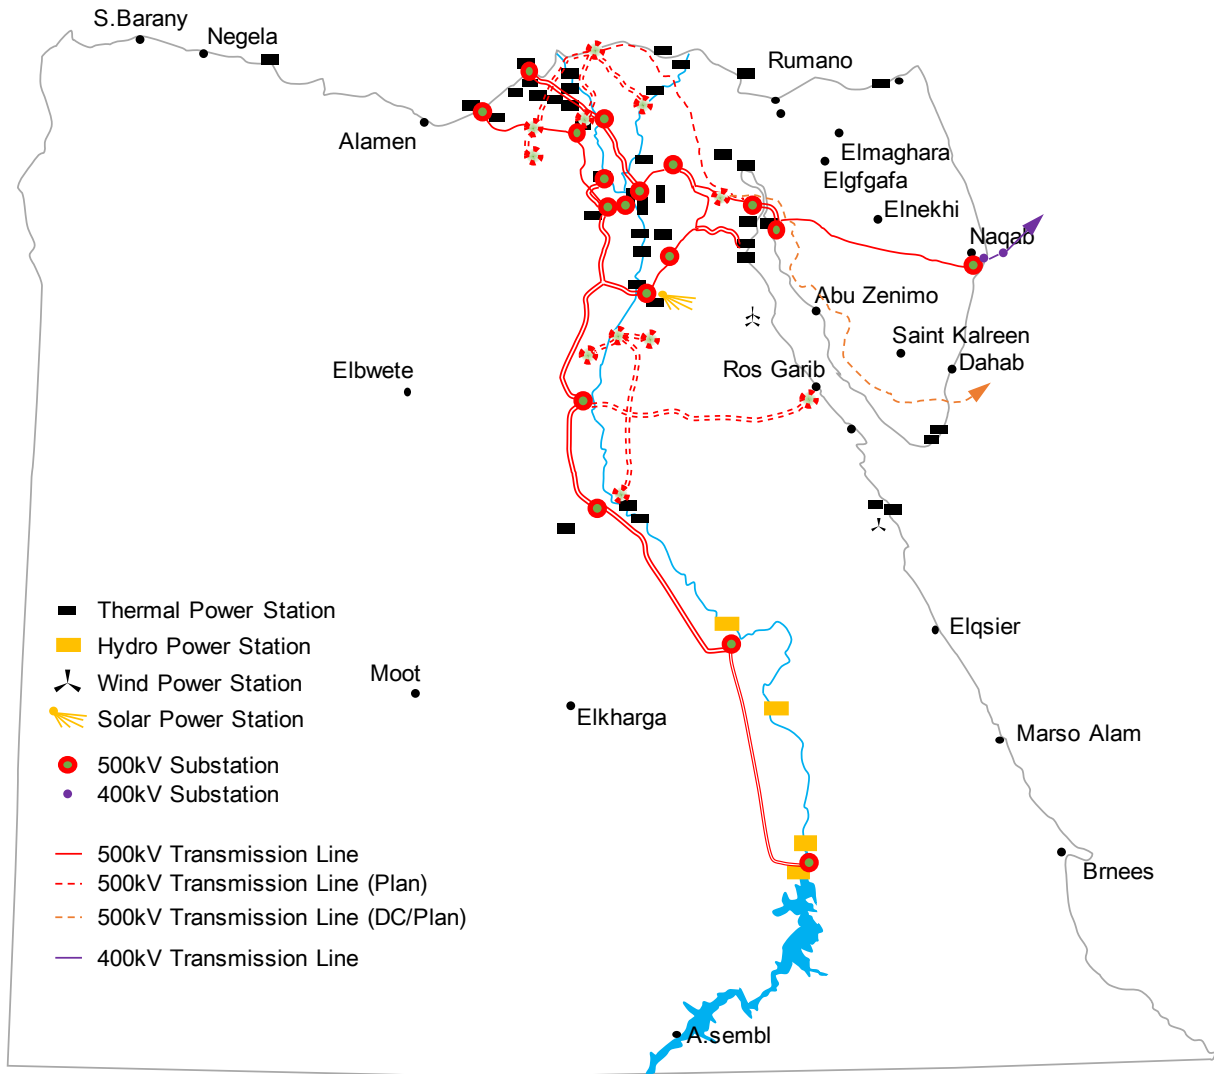 S.Barany
Negela
Rumano
Alamen
Elmaghara
Elgfgafa
Elnekhi
Naqab
Abu Zenimo
Saint Kalreen
Dahab
Ros Garib
Elbwete
Thermal Power Station
Hydro Power Station
Wind Power Station
Solar Power Station
500kV Substation
400kV Substation
500kV Transmission Line
500kV Transmission Line (Plan)
500kV Transmission Line (DC/Plan)
400kV Transmission Line
Moot
Elkharga
Elqsier
Marso Alam
Brnees
A.sembl